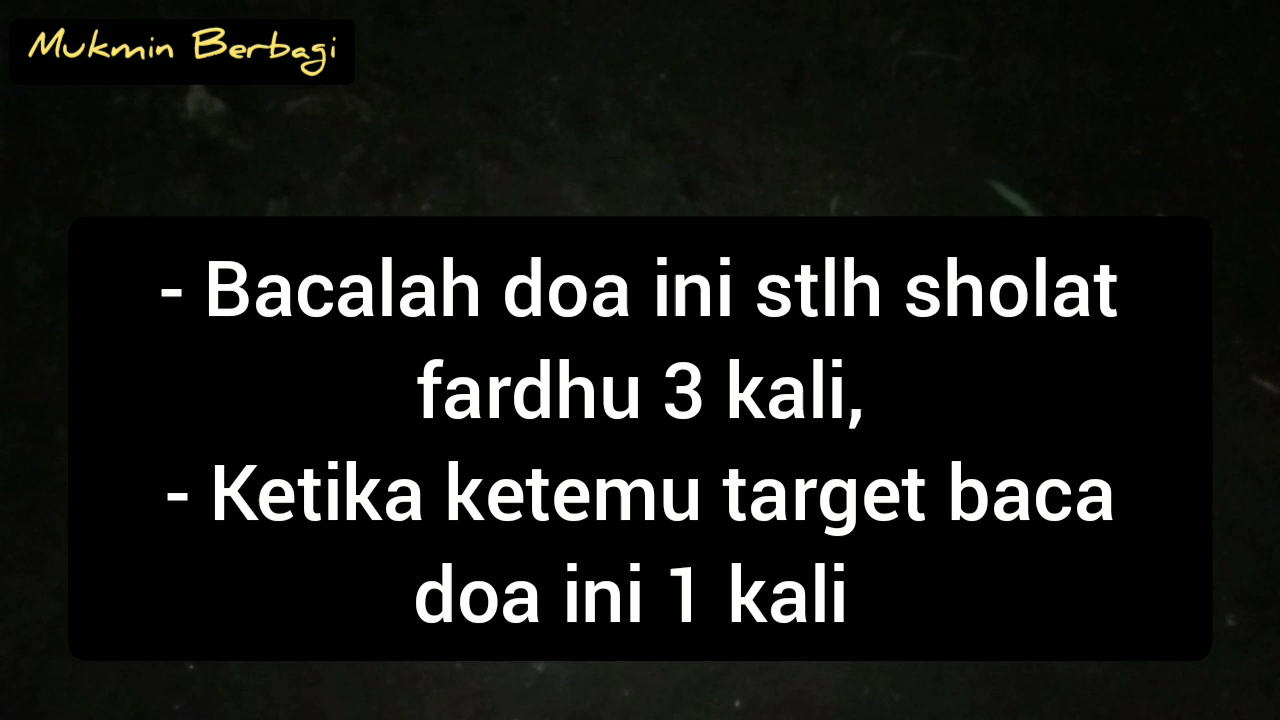 Mukmin Berbagi
- Bacalah doa ini stlh sholat
fardhu 3 kali,
- Ketika ketemu target baca
doa ini 1 kali